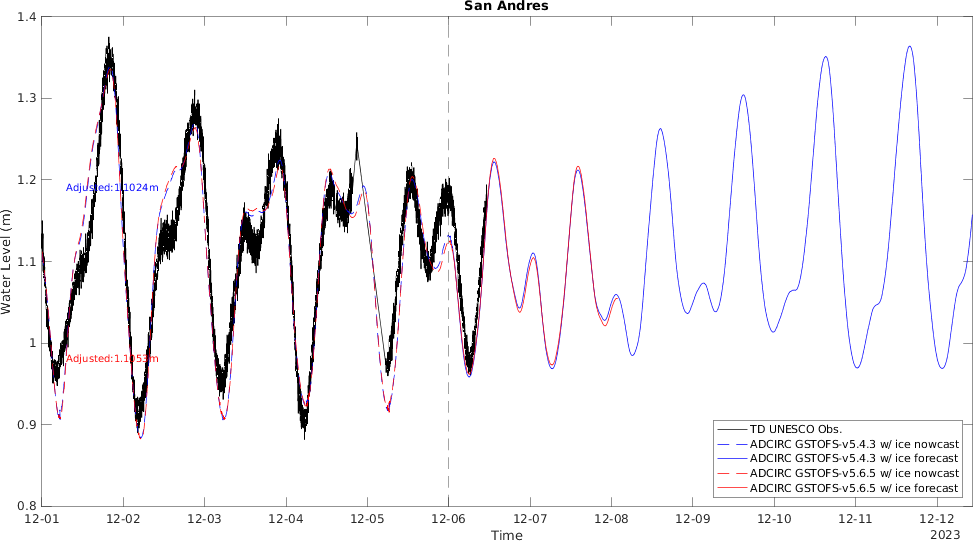 San Andres
1.4
1.3
1.2
1.1
1
0.9
0.8
Water Level (m)
Adjusted:1.1024m
Adjusted:1.1053m
TD UNESCO Obs.
ADCIRC GSTOFS-v5.4.3 w/ ice nowcast
ADCIRC GSTOFS-v5.4.3 w/ ice forecast
ADCIRC GSTOFS-v5.6.5 w/ ice nowcast
ADCIRC GSTOFS-v5.6.5 w/ ice forecast
12-01 12-02 12-03 12-04 12-05 12-06 12-07 12-08 12-09 12-10 12-11 12-12
Time
2023